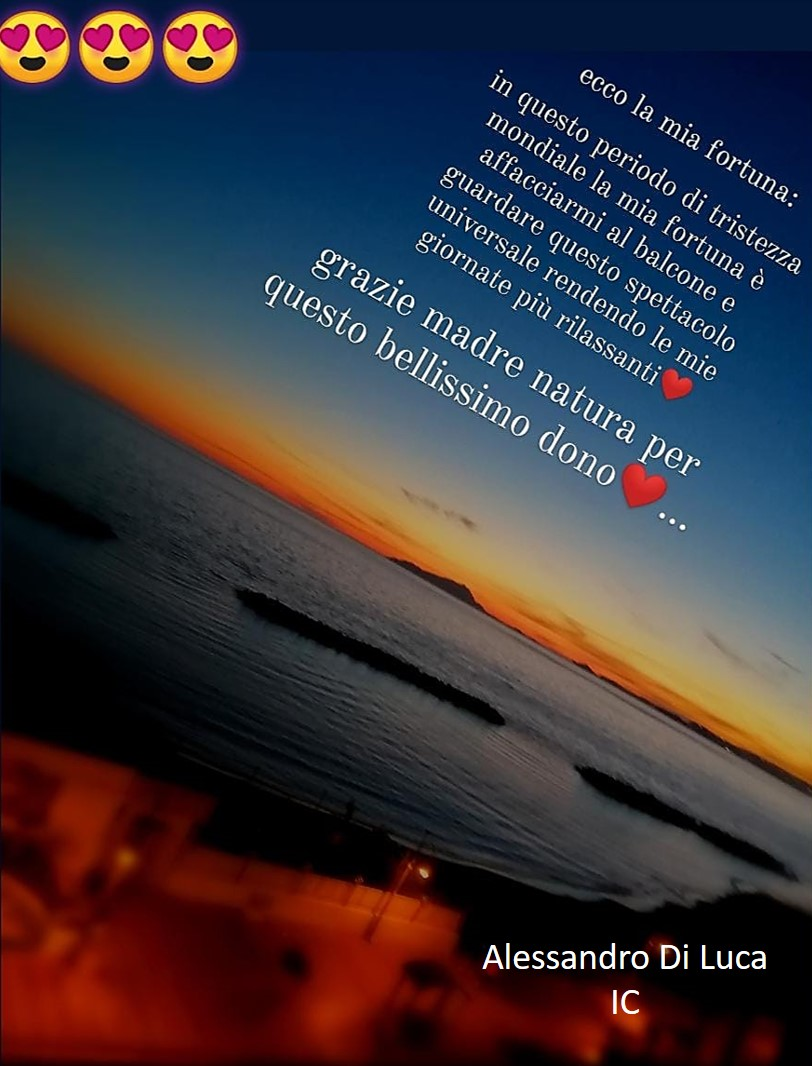 😍😍😍
ecco la mia fortuna:
in questo periodo di tristezza
mondiale la mia fortuna è
affacciarmi al balcone e
guardare questo spettacolo
universale rendendo le mie
giornate più rilassanti❤️
grazie madre natura per
questo bellissimo dono❤️...
Alessandro Di Luca
IC